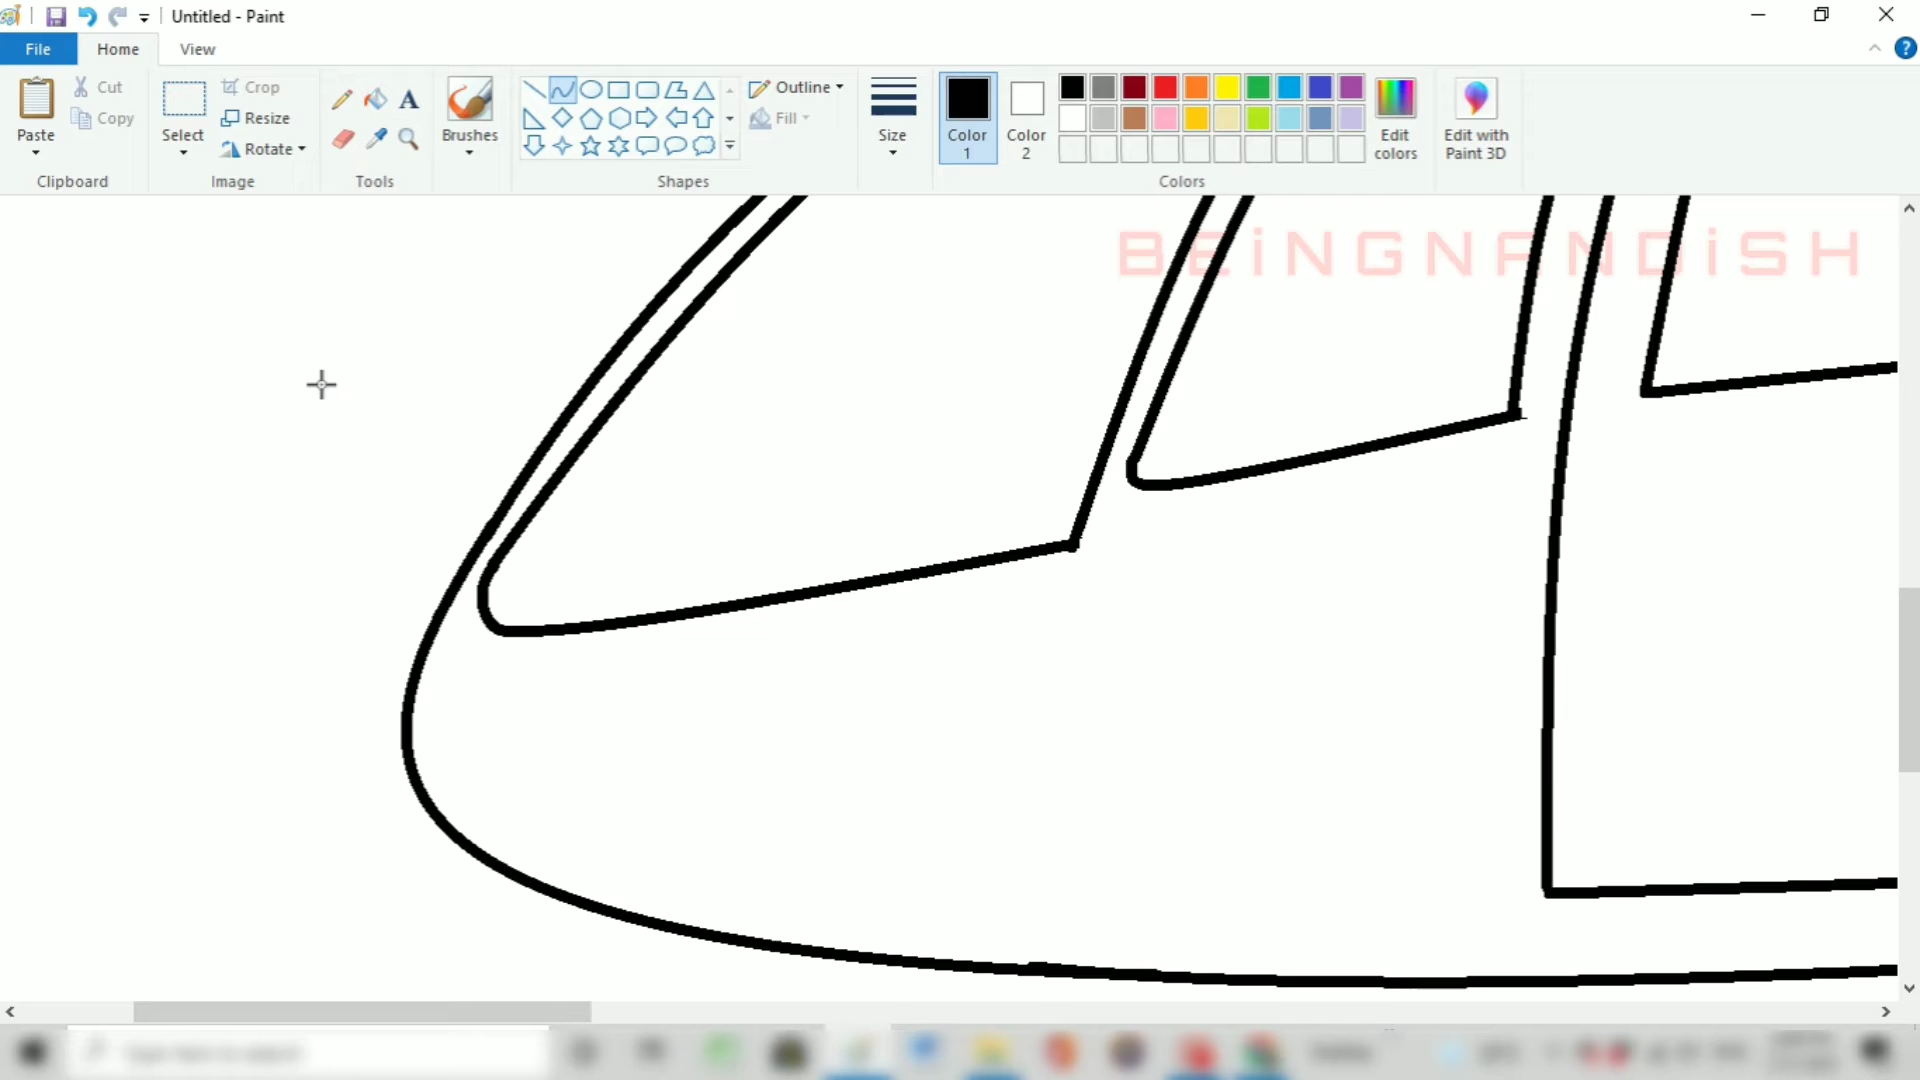 Untitled - Paint
File Home View
Paste
Cut
Copy
Clipboard
Select
Crop
Resize
Rotate
Image
Tools
Brushes
Shapes
Outline
Fill
Size
Color 1
Color 2
Edit colors
Colors
Edit with Paint 3D
BEiNGNANDiSH